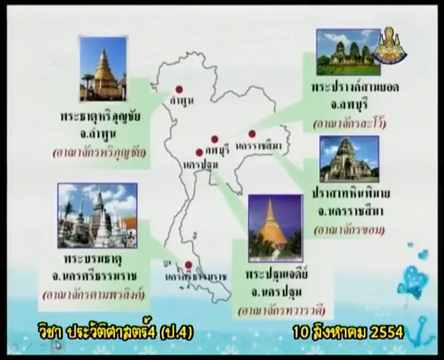 พระธาตุหริภุญชัย
จ.ลำพูน
(อาณาจักรหริภุญชัย)
พระปรางค์สามยอด
จ.ลพบุรี
(อาณาจักรละโว้)
ลำพูน
ลพบุรี
นครราชสีมา
นครปฐม
ปราสาทหินพิมาย
จ.นครราชสีมา
(อาณาจักรขอม)
พระบรมธาตุ
จ.นครศรีธรรมราช
(อาณาจักรตามพรลิงค์)
นครศรีธรรมราช
พระปฐมเจดีย์
จ.นครปฐม
(อาณาจักรทวารวดี)
วิชา ประวัติศาสตร์4 (ป.4)
10 สิงหาคม 2554